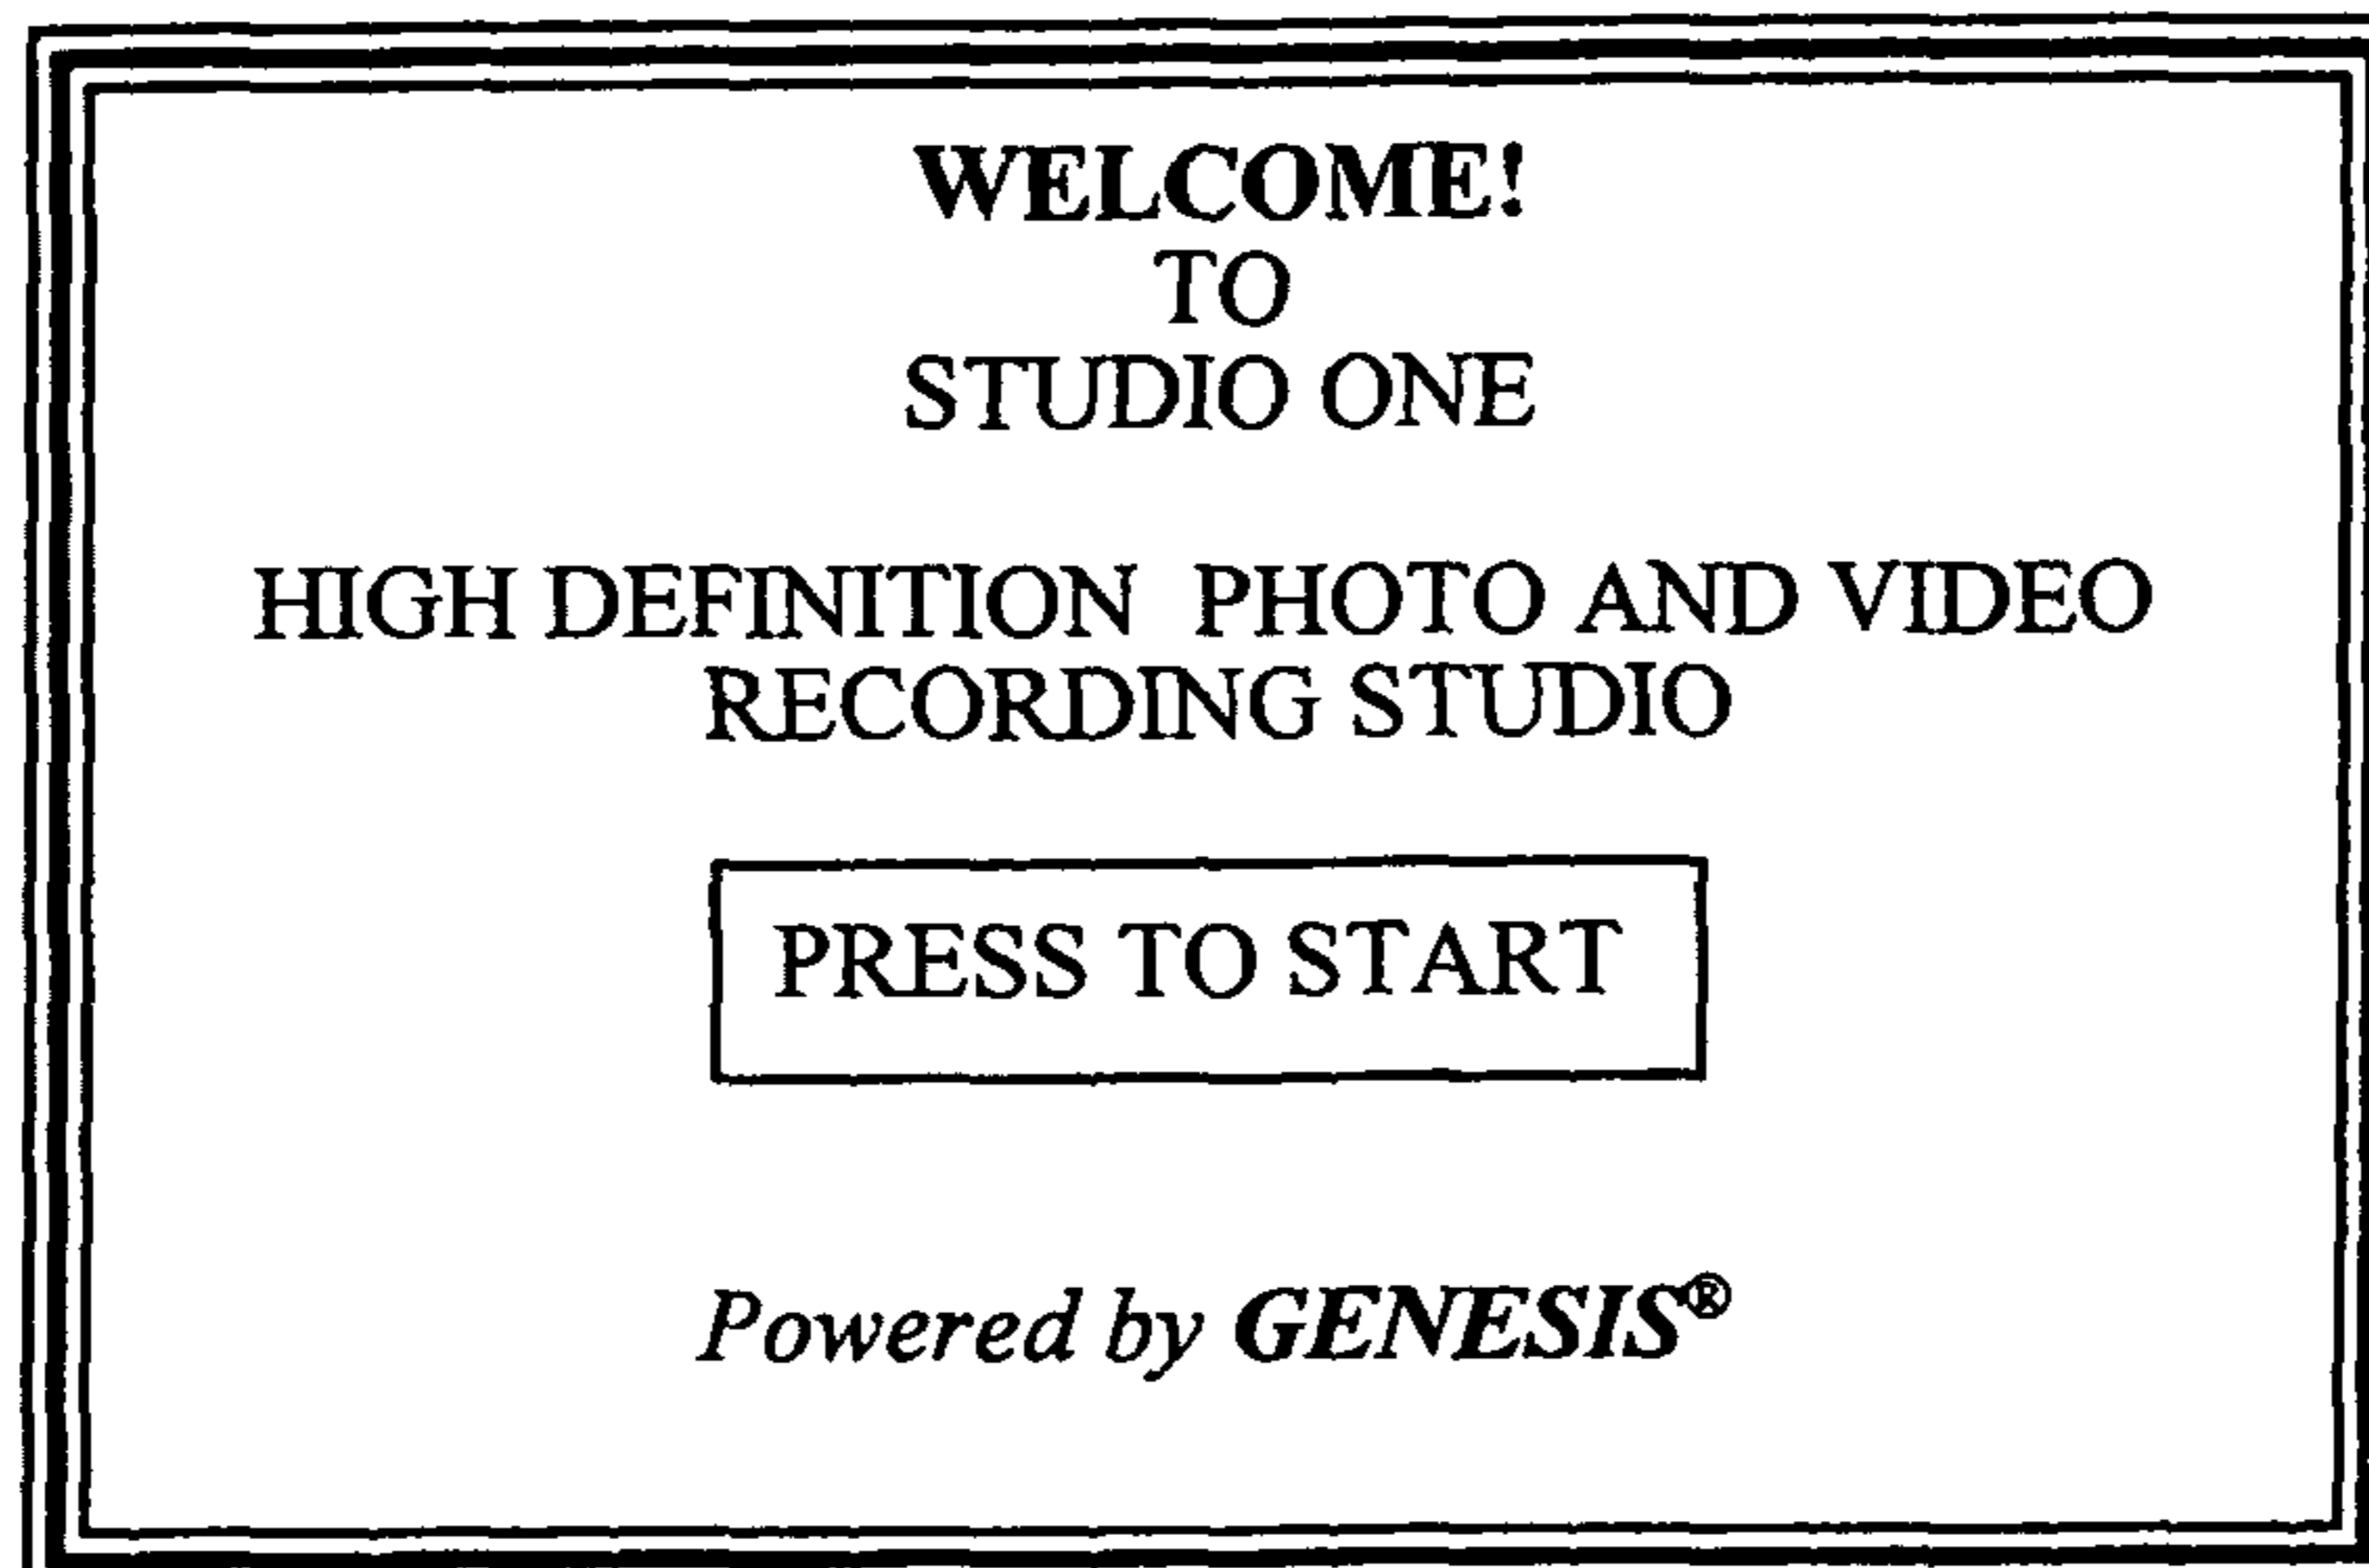 WELCOME!
TO
STUDIO ONE
HIGH DEFINITION PHOTO AND VIDEO
RECORDING STUDIO
PRESS TO START
Powered by GENESIS®